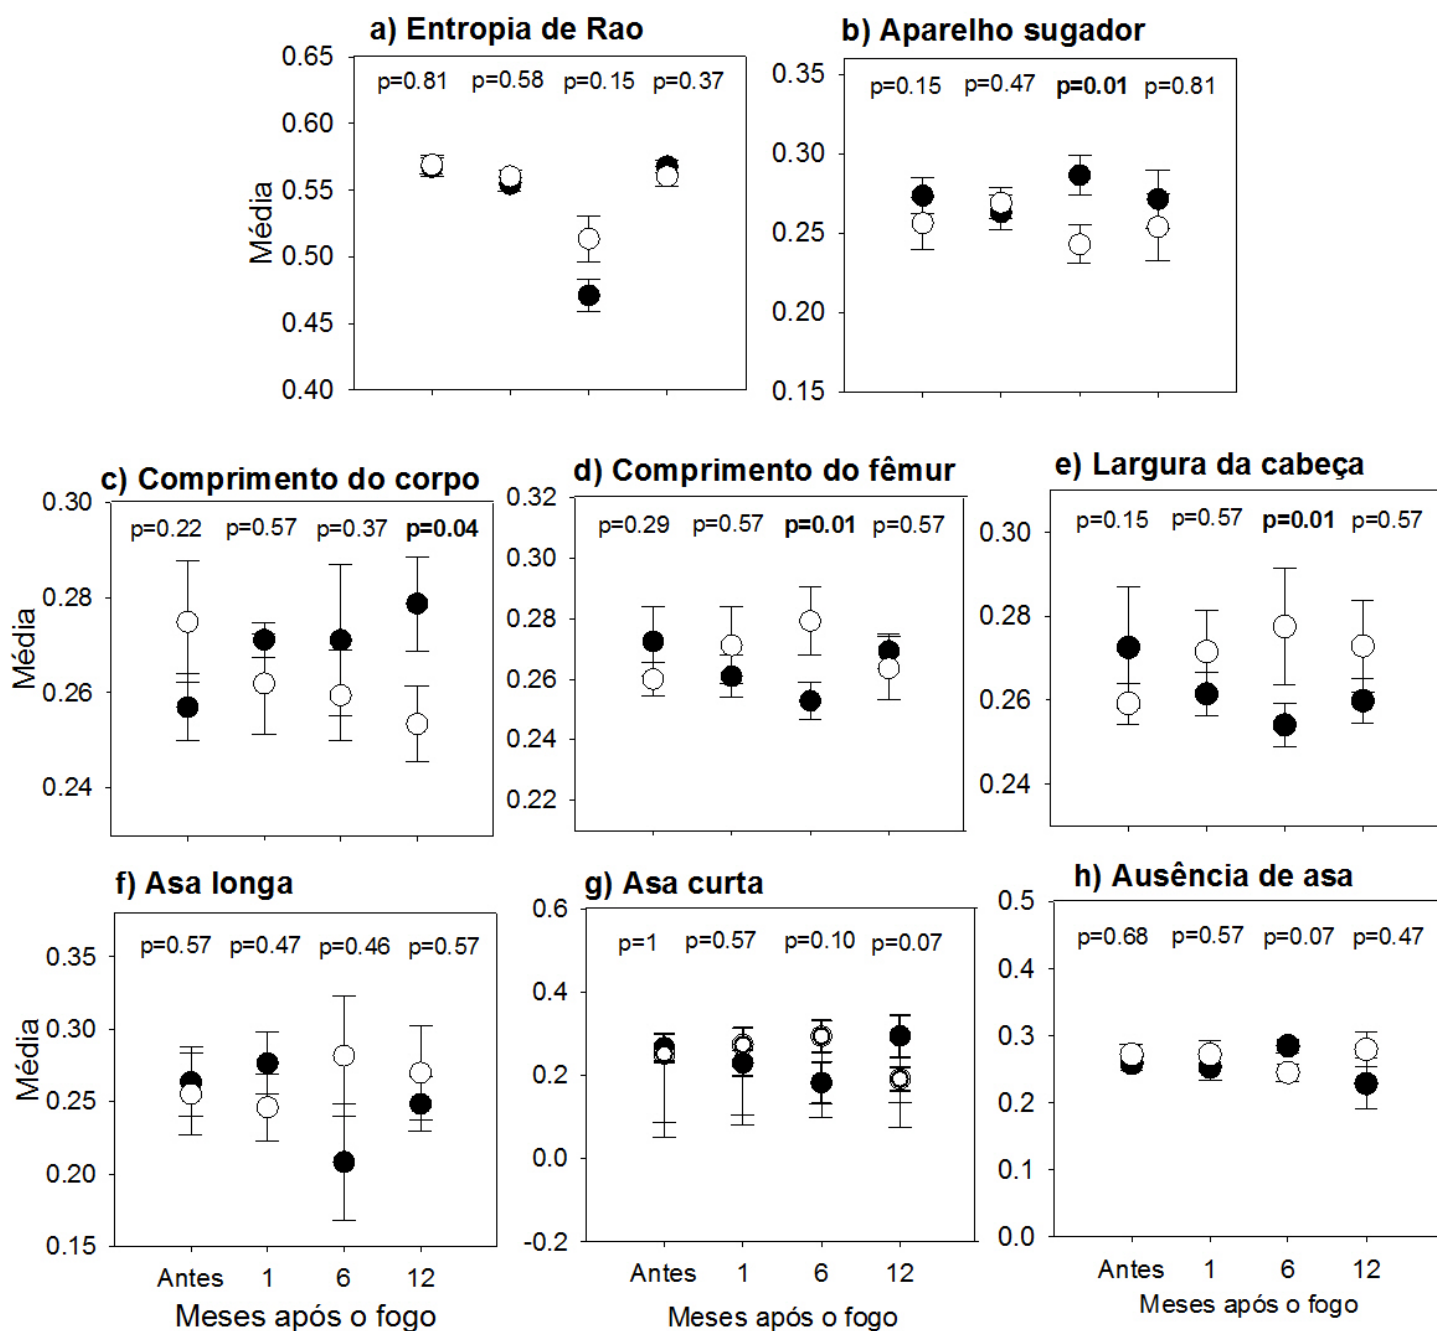 a) Entropia de Rao
b) Aparelho sugador
0.65
0.60
0.55
0.50
0.45
0.40
Média
p=0.81 p=0.58 p=0.15 p=0.37
0.35
0.30
0.25
0.20
0.15
p=0.15 p=0.47 p=0.01 p=0.81
c) Comprimento do corpo
d) Comprimento do fêmur
e) Largura da cabeça
0.30
0.28
0.26
0.24
Média
p=0.22 p=0.57 p=0.37 p=0.04
0.32
0.30
0.28
0.26
0.24
0.22
p=0.29 p=0.57 p=0.01 p=0.57
0.30
0.28
0.26
0.24
p=0.15 p=0.57 p=0.01 p=0.57
f) Asa longa
g) Asa curta
h) Ausência de asa
0.35
0.30
0.25
0.20
0.15
Média
p=0.57 p=0.47 p=0.46 p=0.57
Antes 1 6 12
Meses após o fogo
0.6
0.4
0.2
0.0
-0.2
p=1 p=0.57 p=0.10 p=0.07
Antes 1 6 12
Meses após o fogo
0.5
0.4
0.3
0.2
0.1
0.0
p=0.68 p=0.57 p=0.07 p=0.47
Antes 1 6 12
Meses após o fogo